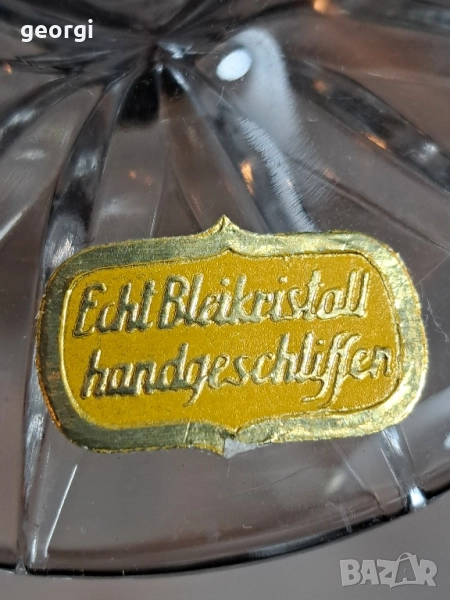 georgi
Echt Bleikristall
handgeschliffen
BAZAR